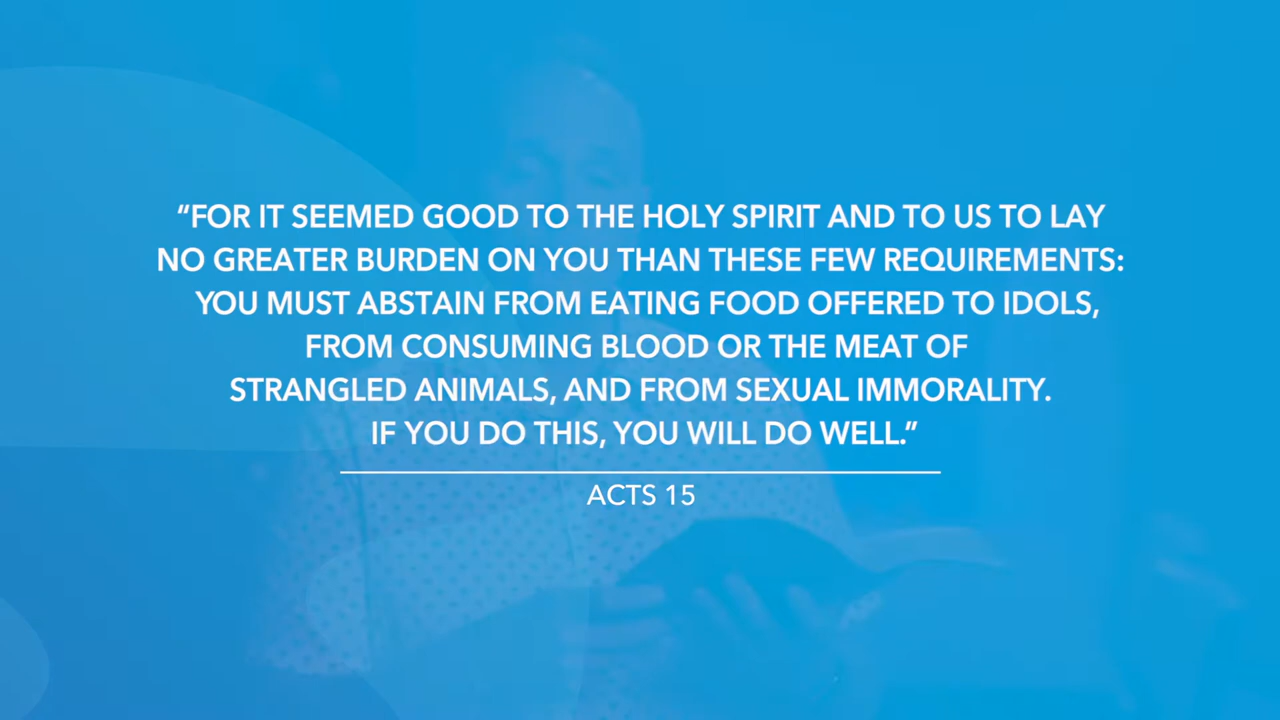 “FOR IT SEEMED GOOD TO THE HOLY SPIRIT AND TO US TO LAY
NO GREATER BURDEN ON YOU THAN THESE FEW REQUIREMENTS:
YOU MUST ABSTAIN FROM EATING FOOD OFFERED TO IDOLS,
FROM CONSUMING BLOOD OR THE MEAT OF
STRANGLED ANIMALS, AND FROM SEXUAL IMMORALITY.
IF YOU DO THIS, YOU WILL DO WELL.”
ACTS 15